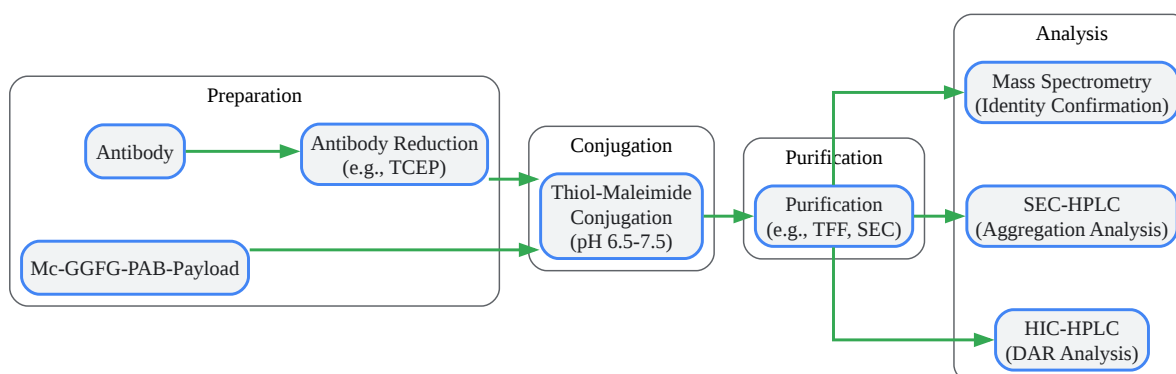 Preparation
Antibody
Antibody Reduction
(e.g., TCEP)
Mc-GGFG-PAB-Payload
Conjugation
Thiol-Maleimide
Conjugation
(pH 6.5-7.5)
Purification
Purification
(e.g., TFF, SEC)
Analysis
Mass Spectrometry
(Identity Confirmation)
SEC-HPLC
(Aggregation Analysis)
HIC-HPLC
(DAR Analysis)